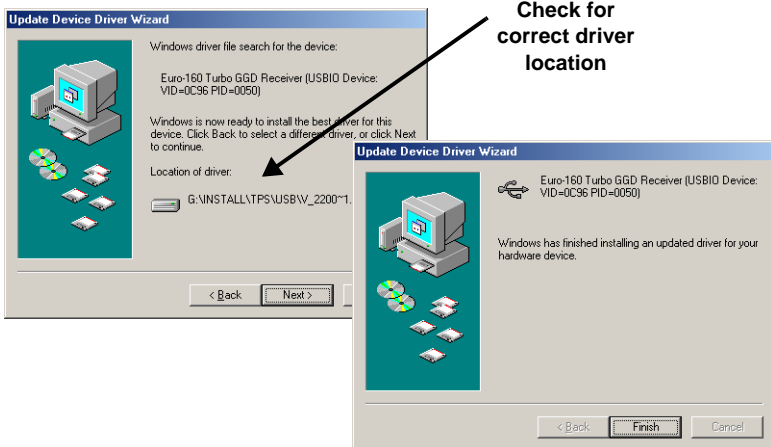 Check for
correct driver
location
Update Device Driver Wizard
Windows driver file search for the device:
Euro-160 Turbo GGD Receiver (USBIO Device:
VID=0C96 PID=0050)
Windows is now ready to install the best driver for this
device. Click Back to select a different driver, or click Next
to continue.
Location of driver:
G:\INSTALL\TPS\USB\V_2200~1.
< Back
Next >
Update Device Driver Wizard
Euro-160 Turbo GGD Receiver (USBIO Device:
VID=0C96 PID=0050)
Windows has finished installing an updated driver for your
hardware device.
< Back
Finish
Cancel